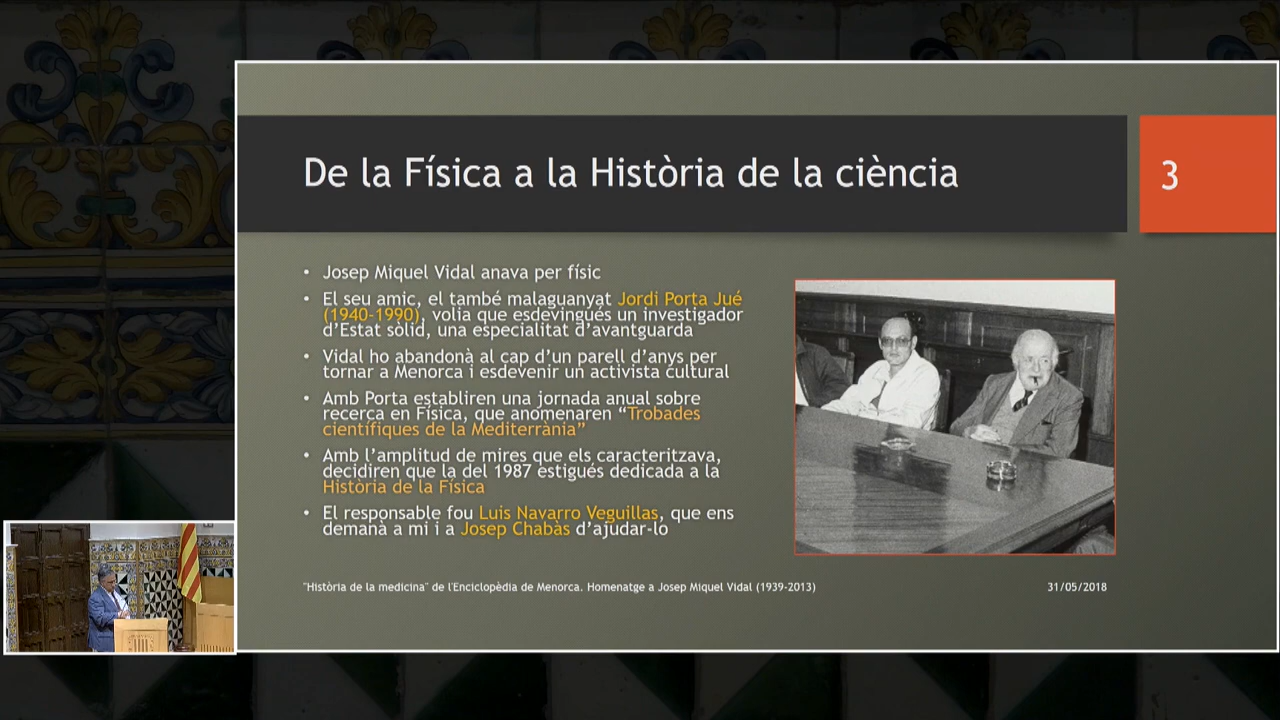 De la Física a la Història de la ciència
3
• Josep Miquel Vidal anava per físic
• El seu amic, el també malaguanyat Jordi Porta Jué
(1940-1990), volia que esdevingués un investigador
d’Estat sòlid, una especialitat d’avantguarda
• Vidal ho abandonà al cap d’un parell d’anys per
tornar a Menorca i esdevenir un activista cultural
• Amb Porta establiren una jornada anual sobre
recerca en Física, que anomenaren “Trobades
científiques de la Mediterrània”
• Amb l’amplitud de mires que els caracteritzava,
decidiren que la del 1987 estigués dedicada a la
Història de la Física
• El responsable fou Luis Navarro Veguillas, que ens
demanà a mi i a Josep Chabàs d’ajudar-lo
"Història de la medicina" de l'Enciclopèdia de Menorca. Homenatge a Josep Miquel Vidal (1939-2013)
31/05/2018